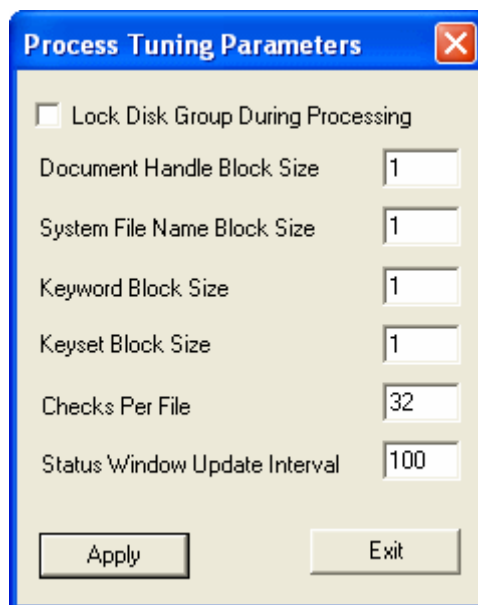 Process Tuning Parameters
Lock Disk Group During Processing
Document Handle Block Size 1
System File Name Block Size 1
Keyword Block Size 1
Keyset Block Size 1
Checks Per File 32
Status Window Update Interval 100
Apply Exit